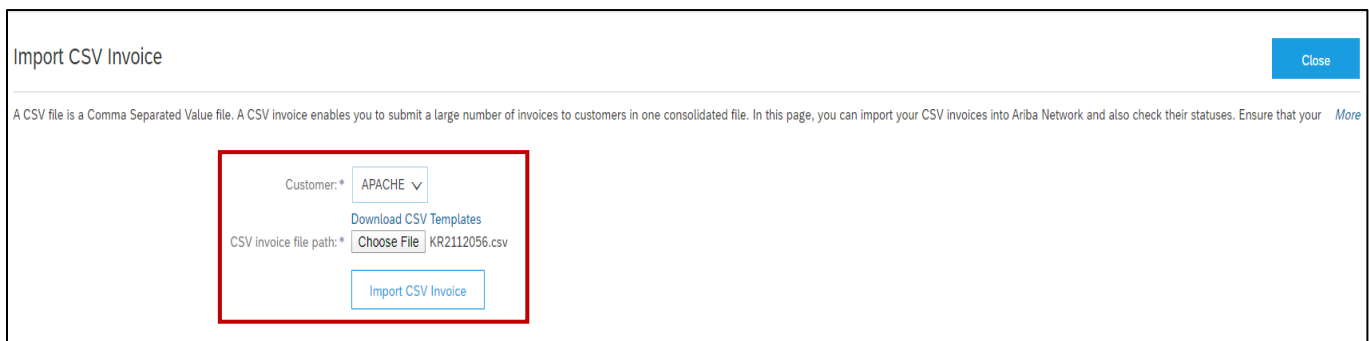 Import CSV Invoice
Close
A CSV file is a Comma Separated Value file. A CSV invoice enables you to submit a large number of invoices to customers in one consolidated file. In this page, you can import your CSV invoices into Ariba Network and also check their statuses. Ensure that your More
Customer:* APACHE
Download CSV Templates
CSV invoice file path:* Choose File KR2112056.csv
Import CSV Invoice